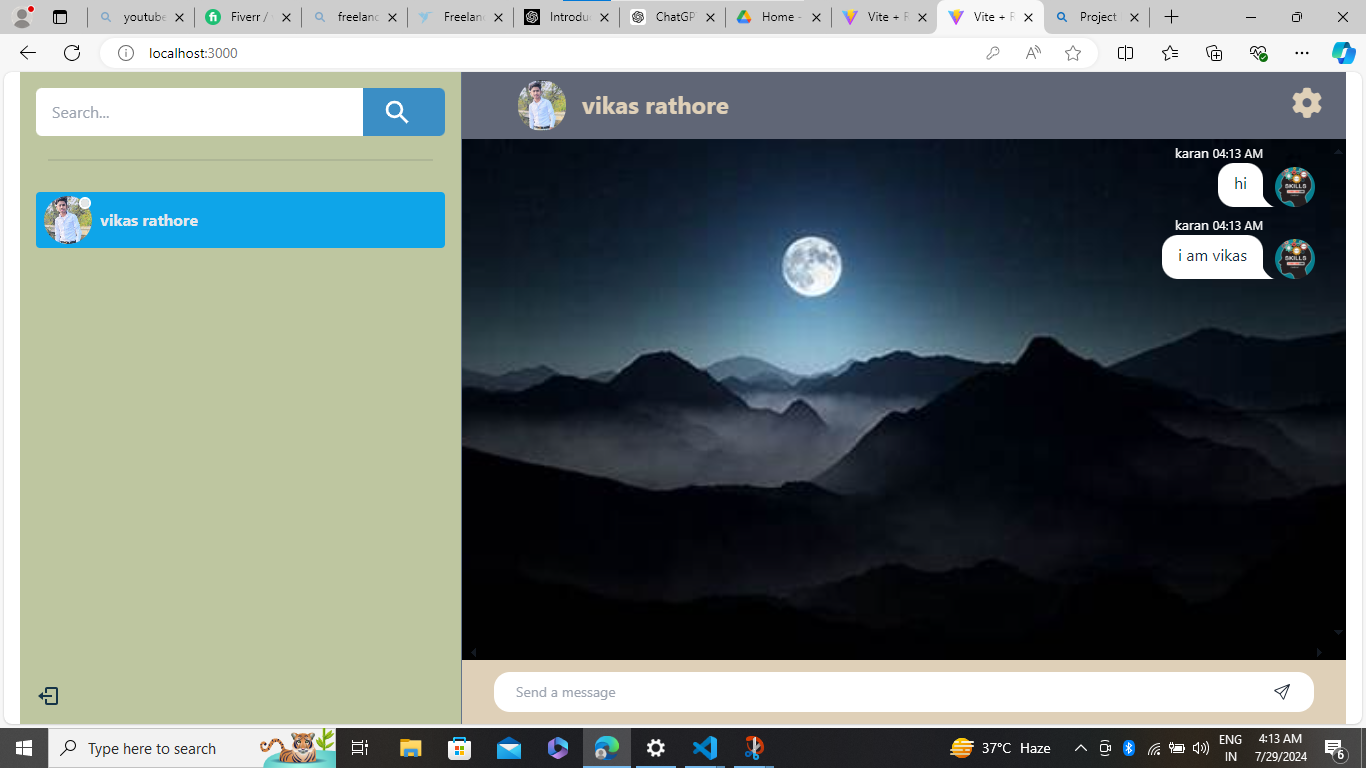 youtube
Fiverr /
freelanc
Freelan
Introdu
ChatGP
Home -
Vite + F
Vite + F
Project
localhost:3000
Search...
vikas rathore
vikas rathore
karan 04:13 AM
hi
SKILLS
karan 04:13 AM
i am vikas
SKILLS
Send a message
Type here to search
37°C Haze
ENG
IN
4:13 AM
7/29/2024
6